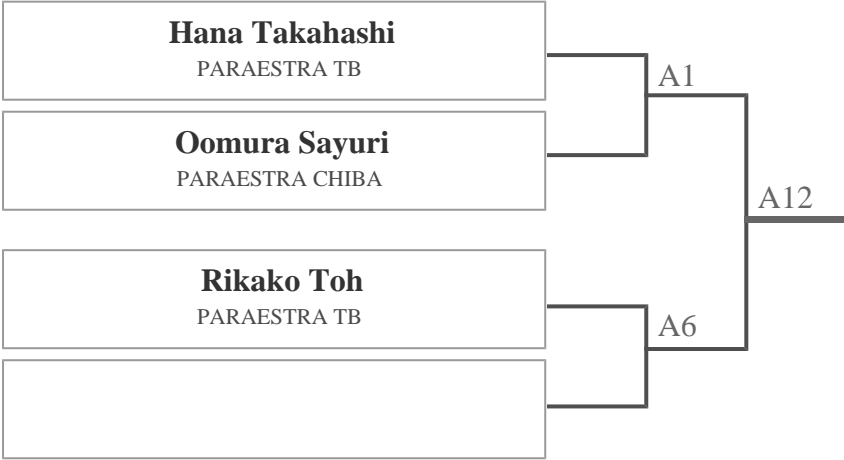 Hana Takahashi
PARAESTRA TB
A1
Oomura Sayuri
PARAESTRA CHIBA
A12
Rikako Toh
PARAESTRA TB
A6